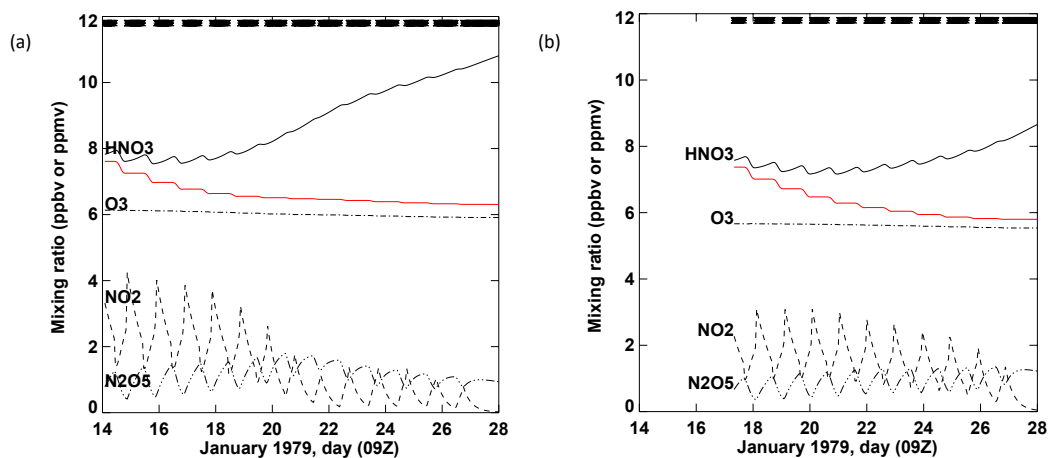 (a)
Mixing ratio (ppbv or ppmv)
12
10
8
6
4
2
0
HNO3
O3
NO2
N2O5
14 16 18 20 22 24 26 28
January 1979, day (09Z)
(b)
Mixing ratio (ppbv or ppmv)
12
10
8
6
4
2
0
HNO3
O3
NO2
N2O5
14 16 18 20 22 24 26 28
January 1979, day (09Z)